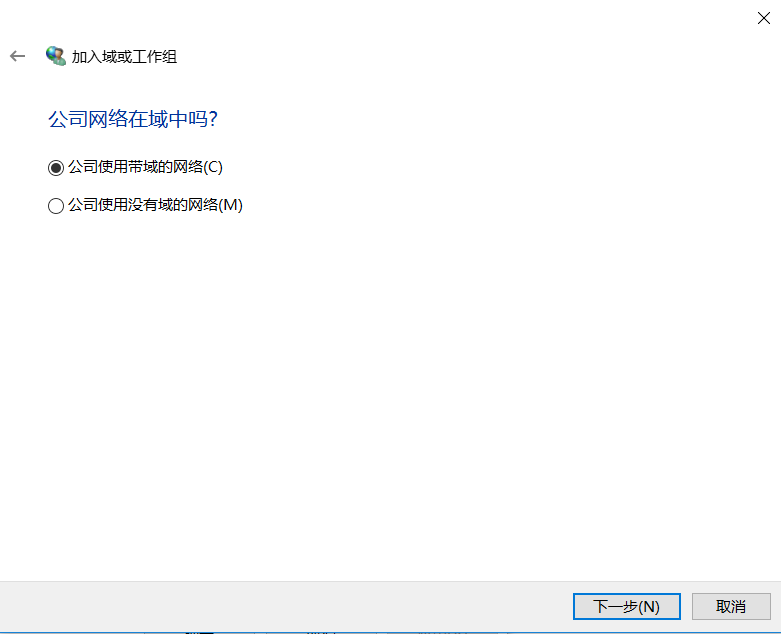 加入域或工作组
公司网络在域中吗?
公司使用带域的网络(C)
公司使用没有域的网络(M)
下一步(N)
取消